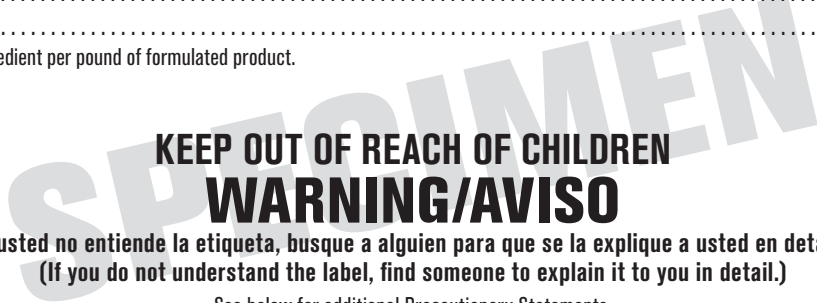 edient per pound of formulated product.
SPECIMEN
KEEP OUT OF REACH OF CHILDREN
WARNING/AVISO
usted no entiende la etiqueta, busque a alguien para que se la explique a usted en deta
(If you do not understand the label, find someone to explain it to you in detail.)
See below for additional Precautionary Statements